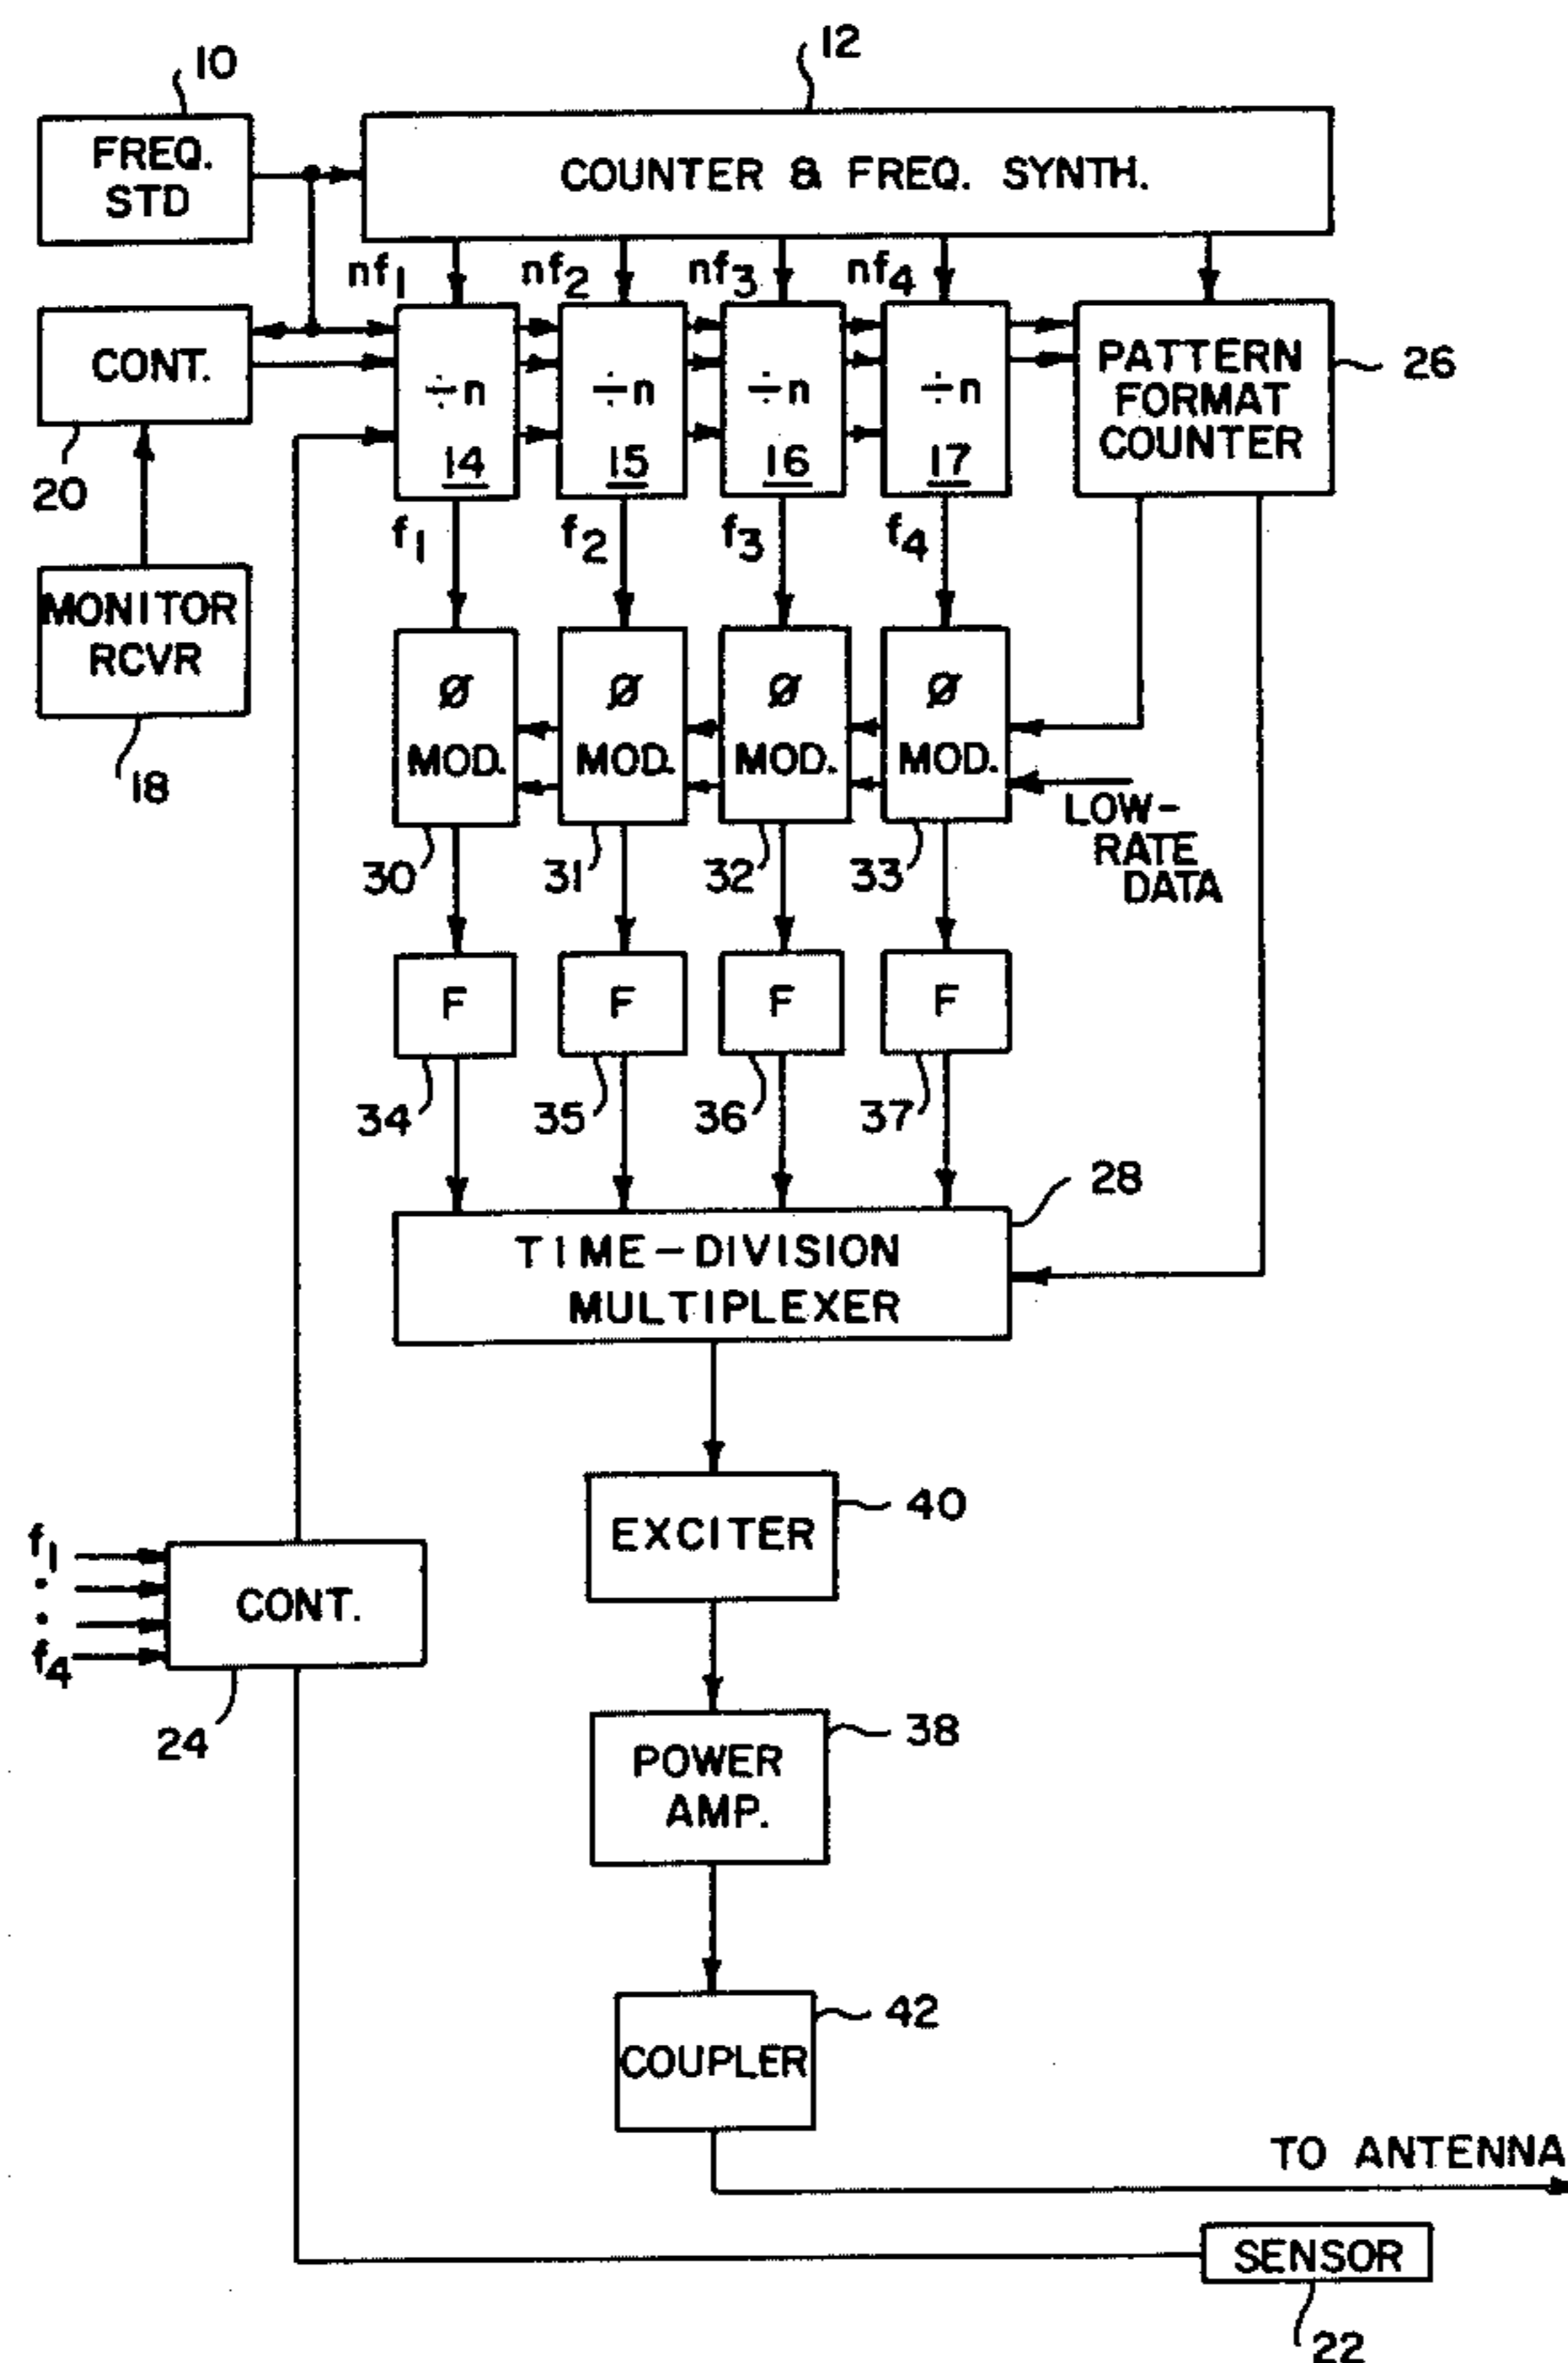 10
12
FREQ.
STD
COUNTER & FREQ. SYNTH.
nf1
nf2
nf3
nf4
CONT.
÷n
14
÷n
15
÷n
16
÷n
17
PATTERN
FORMAT
COUNTER
26
20
f1
f2
f3
f4
MONITOR
RCVR
18
Ø
MOD.
Ø
MOD.
Ø
MOD.
Ø
MOD.
LOW-
RATE
DATA
30
31
32
33
F
F
F
F
34
35
36
37
28
TIME-DIVISION
MULTIPLEXER
40
EXCITER
f1
.
.
f4
CONT.
24
38
POWER
AMP.
42
COUPLER
TO ANTENNA
SENSOR
22